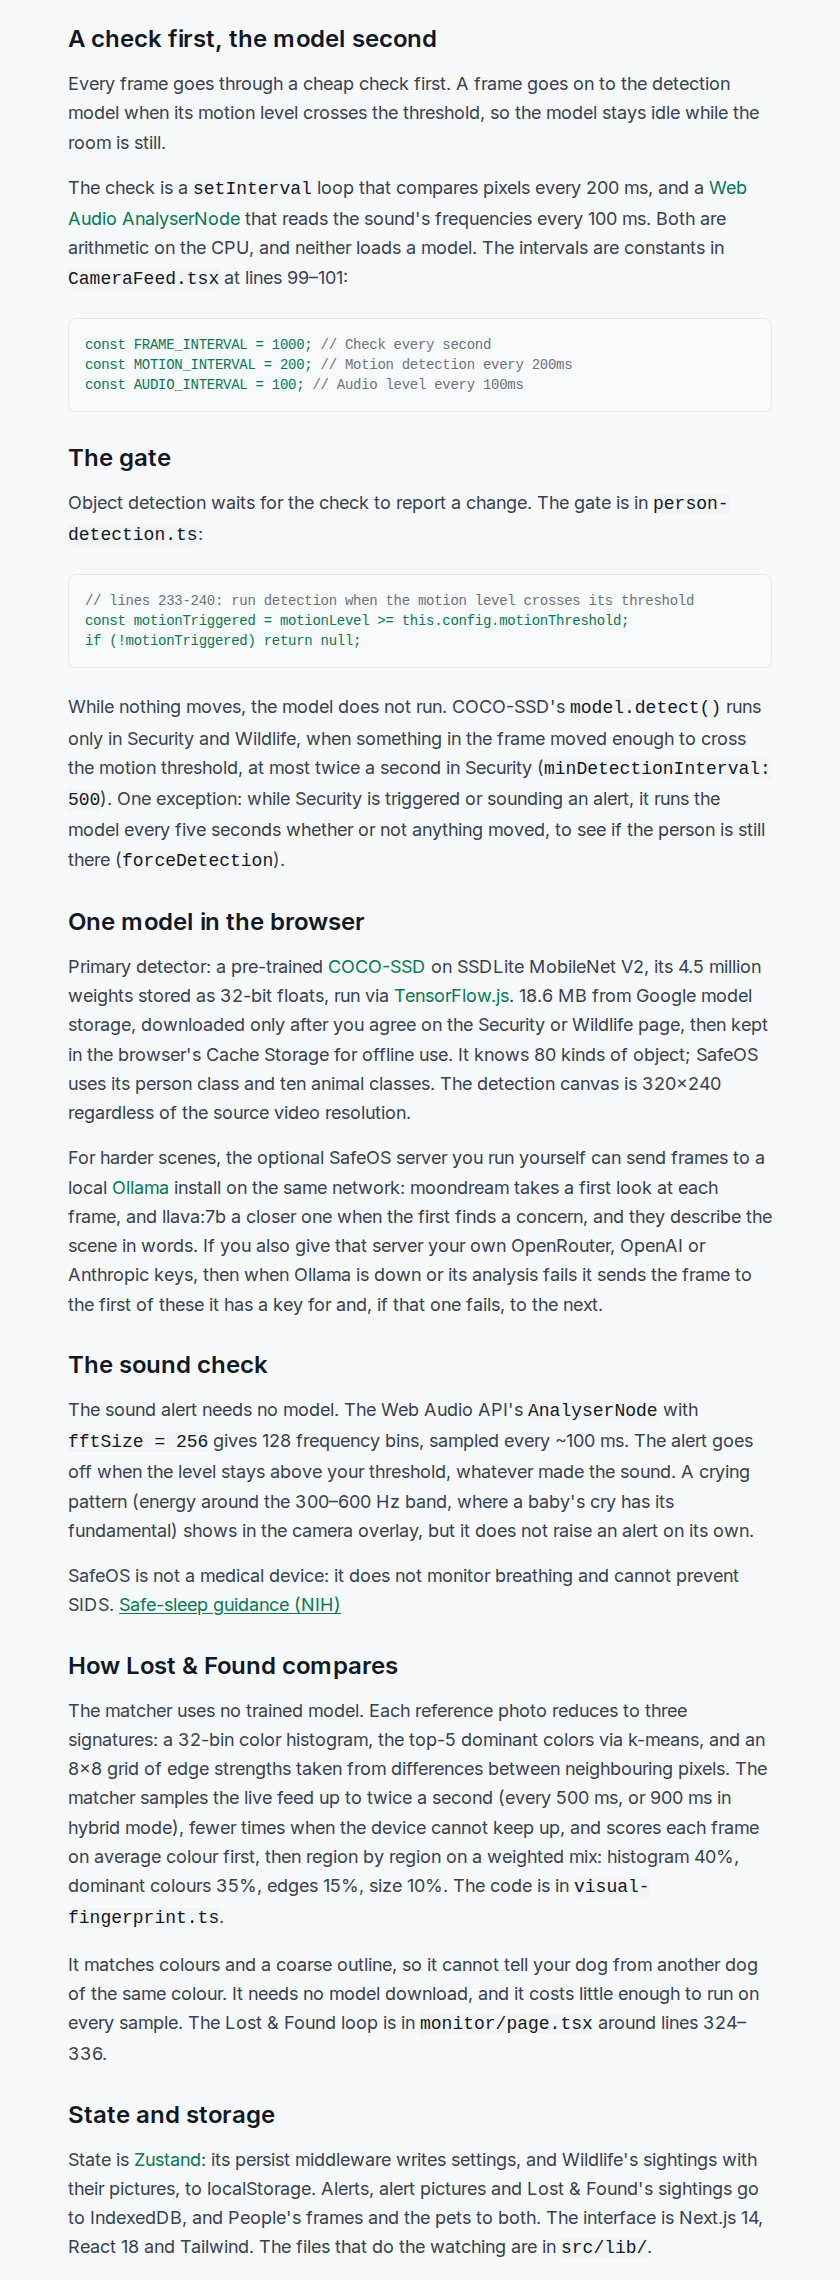 A check first, the model second
Every frame goes through a cheap check first. A frame goes on to the detection
model when its motion level crosses the threshold, so the model stays idle while the
room is still.
The check is a setInterval loop that compares pixels every 200 ms, and a Web
Audio AnalyserNode that reads the sound's frequencies every 100 ms. Both are
arithmetic on the CPU, and neither loads a model. The intervals are constants in
CameraFeed.tsx at lines 99–101:
const FRAME_INTERVAL = 1000; // Check every second
const MOTION_INTERVAL = 200; // Motion detection every 200ms
const AUDIO_INTERVAL = 100; // Audio level every 100ms
The gate
Object detection waits for the check to report a change. The gate is in person-
detection.ts:
// lines 233-240: run detection when the motion level crosses its threshold
const motionTriggered = motionLevel >= this.config.motionThreshold;
if (!motionTriggered) return null;
While nothing moves, the model does not run. COCO-SSD's model.detect() runs
only in Security and Wildlife, when something in the frame moved enough to cross
the motion threshold, at most twice a second in Security (minDetectionInterval:
500). One exception: while Security is triggered or sounding an alert, it runs the
model every five seconds whether or not anything moved, to see if the person is still
there (forceDetection).
One model in the browser
Primary detector: a pre-trained COCO-SSD on SSDLite MobileNet V2, its 4.5 million
weights stored as 32-bit floats, run via TensorFlow.js. 18.6 MB from Google model
storage, downloaded only after you agree on the Security or Wildlife page, then kept
in the browser's Cache Storage for offline use. It knows 80 kinds of object; SafeOS
uses its person class and ten animal classes. The detection canvas is 320×240
regardless of the source video resolution.
For harder scenes, the optional SafeOS server you run yourself can send frames to a
local Ollama install on the same network: moondream takes a first look at each
frame, and llava:7b a closer one when the first finds a concern, and they describe the
scene in words. If you also give that server your own OpenRouter, OpenAI or
Anthropic keys, then when Ollama is down or its analysis fails it sends the frame to
the first of these it has a key for and, if that one fails, to the next.
The sound check
The sound alert needs no model. The Web Audio API's AnalyserNode with
fftSize = 256 gives 128 frequency bins, sampled every ~100 ms. The alert goes
off when the level stays above your threshold, whatever made the sound. A crying
pattern (energy around the 300–600 Hz band, where a baby's cry has its
fundamental) shows in the camera overlay, but it does not raise an alert on its own.
SafeOS is not a medical device: it does not monitor breathing and cannot prevent
SIDS. Safe-sleep guidance (NIH)
How Lost & Found compares
The matcher uses no trained model. Each reference photo reduces to three
signatures: a 32-bin color histogram, the top-5 dominant colors via k-means, and an
8×8 grid of edge strengths taken from differences between neighbouring pixels. The
matcher samples the live feed up to twice a second (every 500 ms, or 900 ms in
hybrid mode), fewer times when the device cannot keep up, and scores each frame
on average colour first, then region by region on a weighted mix: histogram 40%,
dominant colours 35%, edges 15%, size 10%. The code is in visual-
fingerprint.ts.
It matches colours and a coarse outline, so it cannot tell your dog from another dog
of the same colour. It needs no model download, and it costs little enough to run on
every sample. The Lost & Found loop is in monitor/page.tsx around lines 324–
336.
State and storage
State is Zustand: its persist middleware writes settings, and Wildlife's sightings with
their pictures, to localStorage. Alerts, alert pictures and Lost & Found's sightings go
to IndexedDB, and People's frames and the pets to both. The interface is Next.js 14,
React 18 and Tailwind. The files that do the watching are in src/lib/.